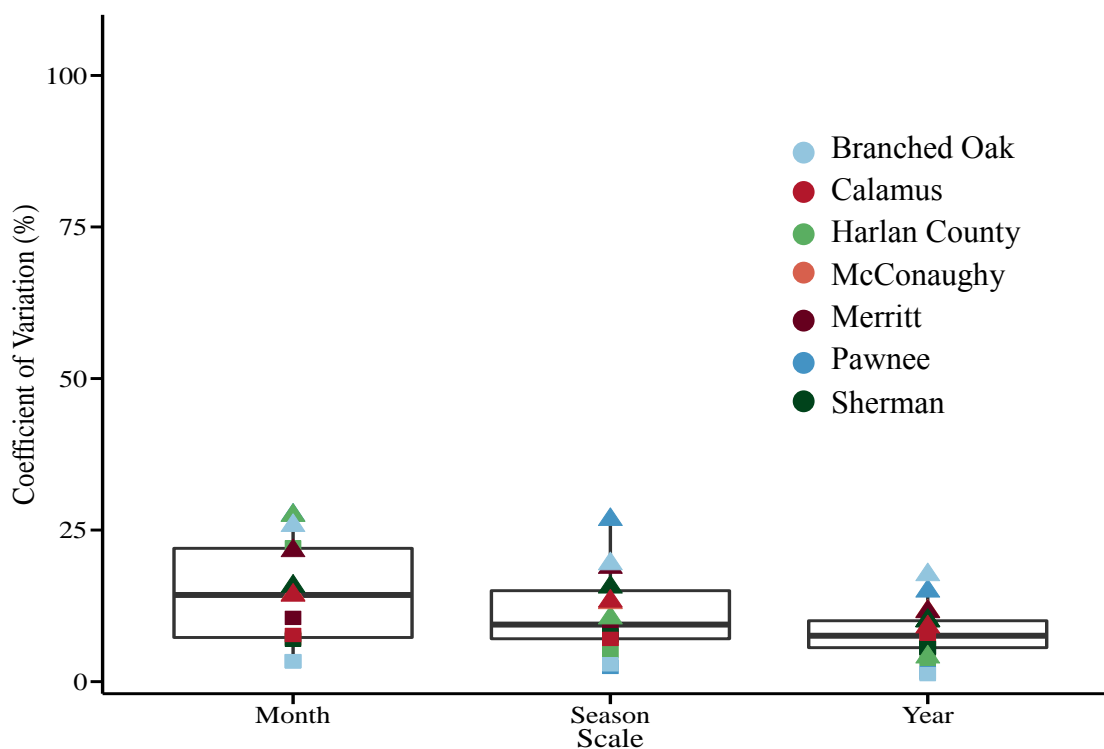 Coefficient of Variation (%)
100
75
50
25
0
Branched Oak
Calamus
Harlan County
McConaughy
Merritt
Pawnee
Sherman
Month
Season
Year
Scale